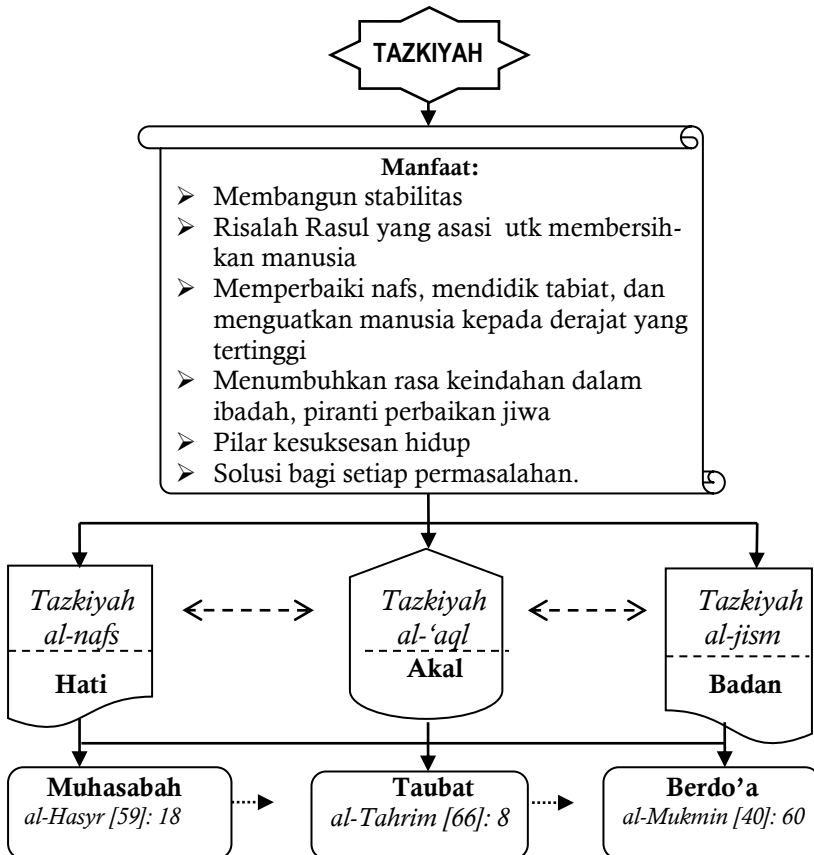 TAZKIYAH
Manfaat:
➢ Membangun stabilitas
➢ Risalah Rasul yang asasi utk membersih-
kan manusia
➢ Memperbaiki nafs, mendidik tabiat, dan
menguatkan manusia kepada derajat yang
tertinggi
➢ Menumbuhkan rasa keindahan dalam
ibadah, piranti perbaikan jiwa
➢ Pilar kesuksesan hidup
➢ Solusi bagi setiap permasalahan.
Tazkiyah
al-nafs
Hati
Tazkiyah
al-‘aql
Akal
Tazkiyah
al-jism
Badan
Muhasabah
al-Hasyr [59]: 18
Taubat
al-Tahrim [66]: 8
Berdo’a
al-Mukmin [40]: 60